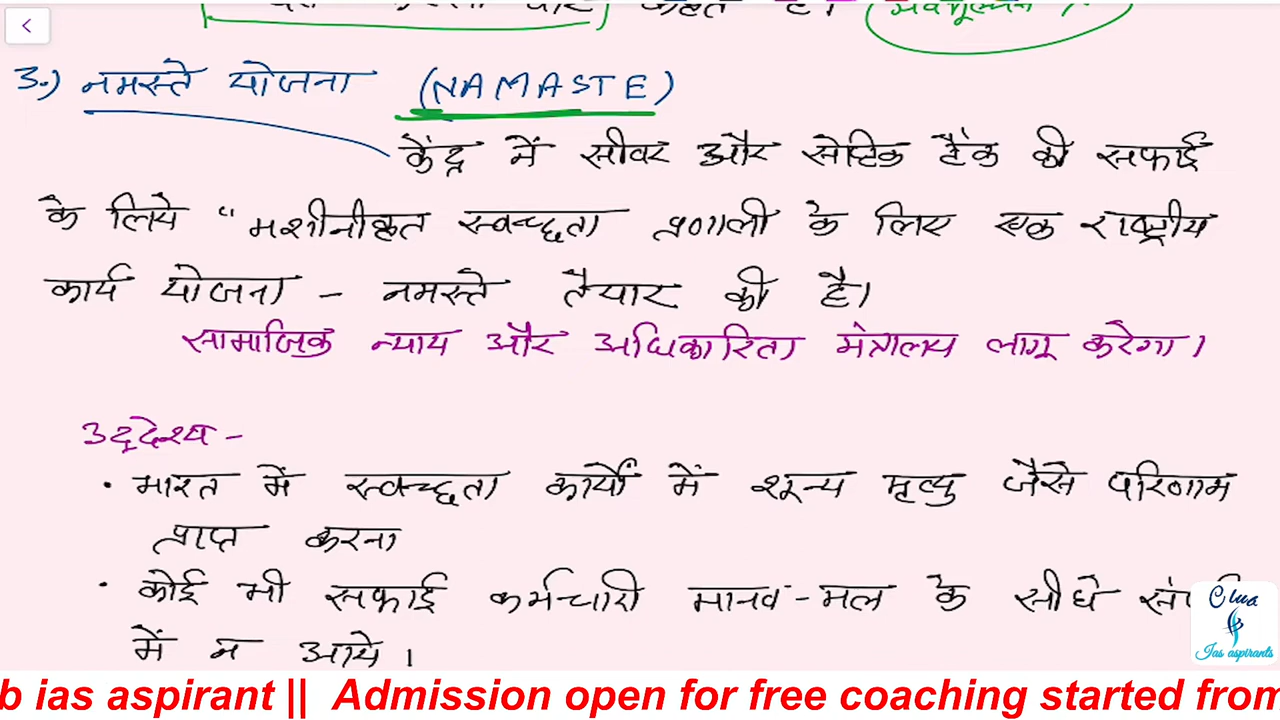 कहते हैं।
3.) नमस्ते योजना (NAMASTE)
केंद्र में सीवर और सेप्टिक टैंक की सफाई
के लिये “मशीनीकृत स्वच्छता प्रणाली के लिए एक राष्ट्रीय
कार्य योजना – नमस्ते तैयार की है।
सामाजिक न्याय और अधिकारिता मंत्रालय लागू करेगा।
उद्देश्य –
• भारत में स्वच्छता कार्यों में शून्य मृत्यु जैसे परिणाम
प्राप्त करना
• कोई भी सफाई कर्मचारी मानव-मल के सीधे
में न आये।
Ias aspirants
b ias aspirant || Admission open for free coaching started from